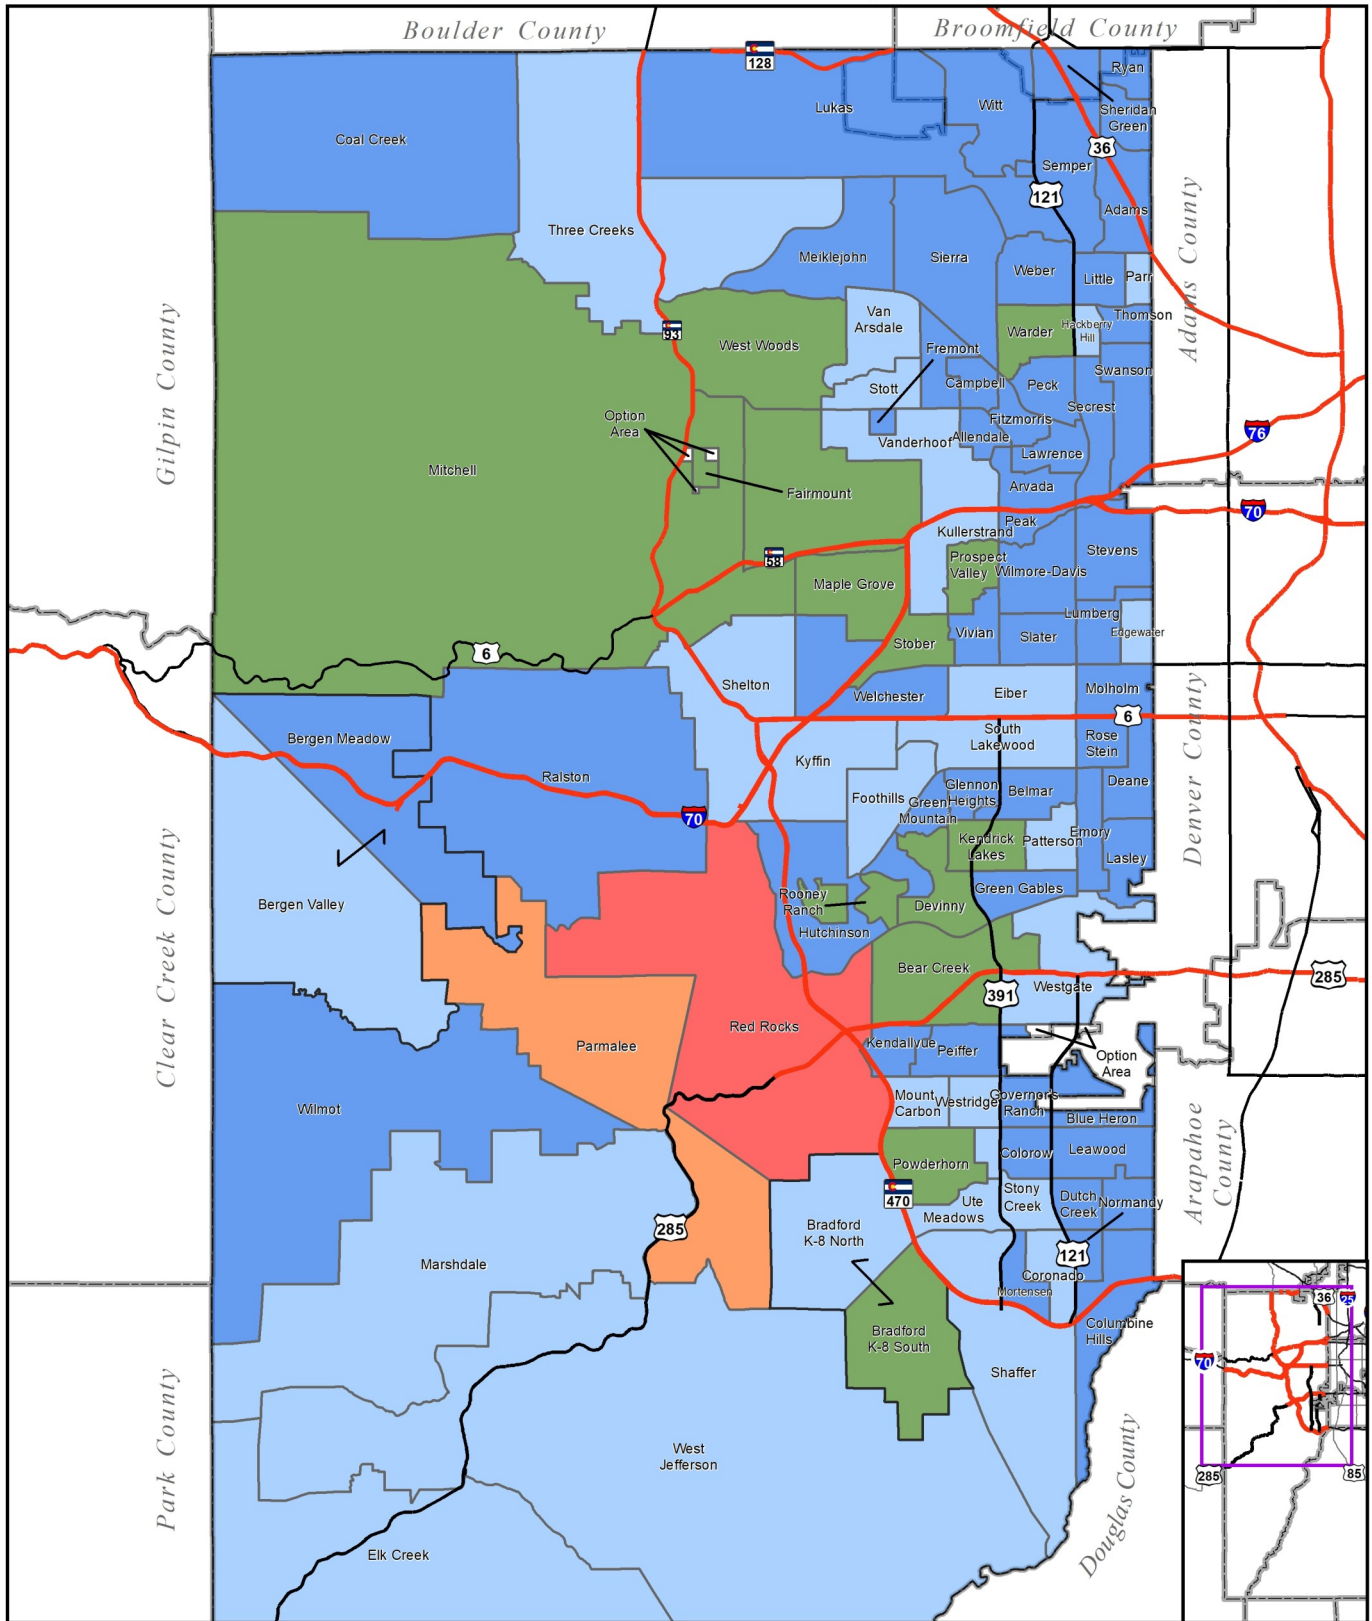 Boulder County
Broomfield County
128
Ryan
Lukas
Witt
Sheridan
Green
Coal Creek
36
Semper
121
Adams
Three Creeks
Meiklejohn
Sierra
Weber
Little
Parr
Adams County
Van
Arsdale
Thomson
93
West Woods
Warder
Hackberry
Hill
Gilpin County
Fremont
Swanson
Stott
Campbell
Peck
Option
Area
Secrest
Fitzmorris
76
Vanderhoof
Allendale
Lawrence
Mitchell
Fairmount
Arvada
70
Peak
Kullerstrand
58
Stevens
Prospect
Valley
Wilmore-Davis
Maple Grove
Lumberg
Edgewater
Vivian
Slater
Stober
6
Shelton
Welchester
Eiber
Molholm
6
South
Lakewood
Rose
Stein
Denver County
Bergen Meadow
Kyffin
Ralston
Deane
Glennon
Heights
Belmar
Foothills
Green
Mountain
70
Kendrick
Lakes
Patterson
Emory
Lasley
Clear Creek County
Rooney
Ranch
Green Gables
Bergen Valley
Devinny
Hutchinson
Bear Creek
285
Westgate
391
Red Rocks
Parmalee
Kendallvue
Peiffer
Option
Area
Mount
Carbon
Westridge
Governor's
Ranch
Wilmot
Blue Heron
Arapahoe
County
Colorow
Leawood
Powderhorn
470
Stony
Creek
Dutch
Creek
Normandy
Ute
Meadows
285
Bradford
K-8 North
121
Marshdale
Coronado
Mortensen
36
25
Columbine
Hills
Bradford
K-8 South
70
Shaffer
Park County
West
Jefferson
Douglas County
285
85
Elk Creek